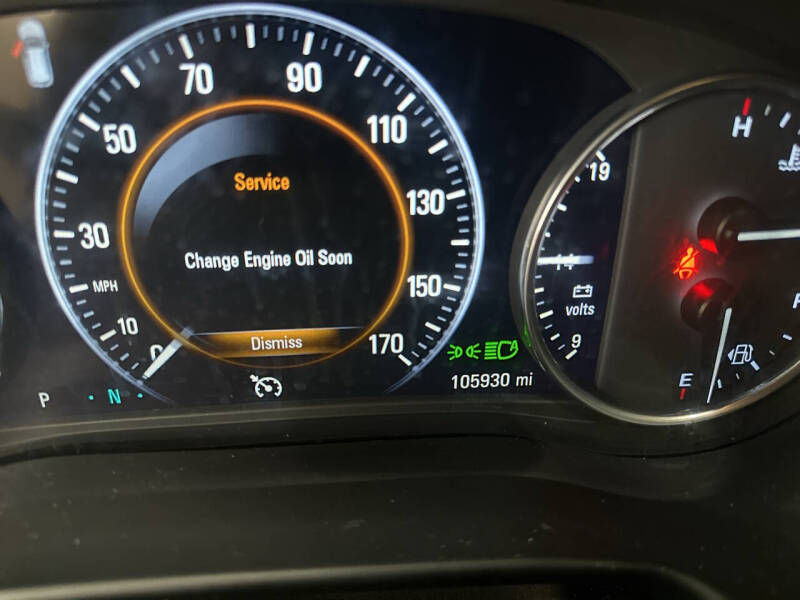 70
90
50
110
30
130
MPH
150
10
170
0
Service
Change Engine Oil Soon
Dismiss
P
N
105930 mi
A
19
14
volts
9
H
E
F